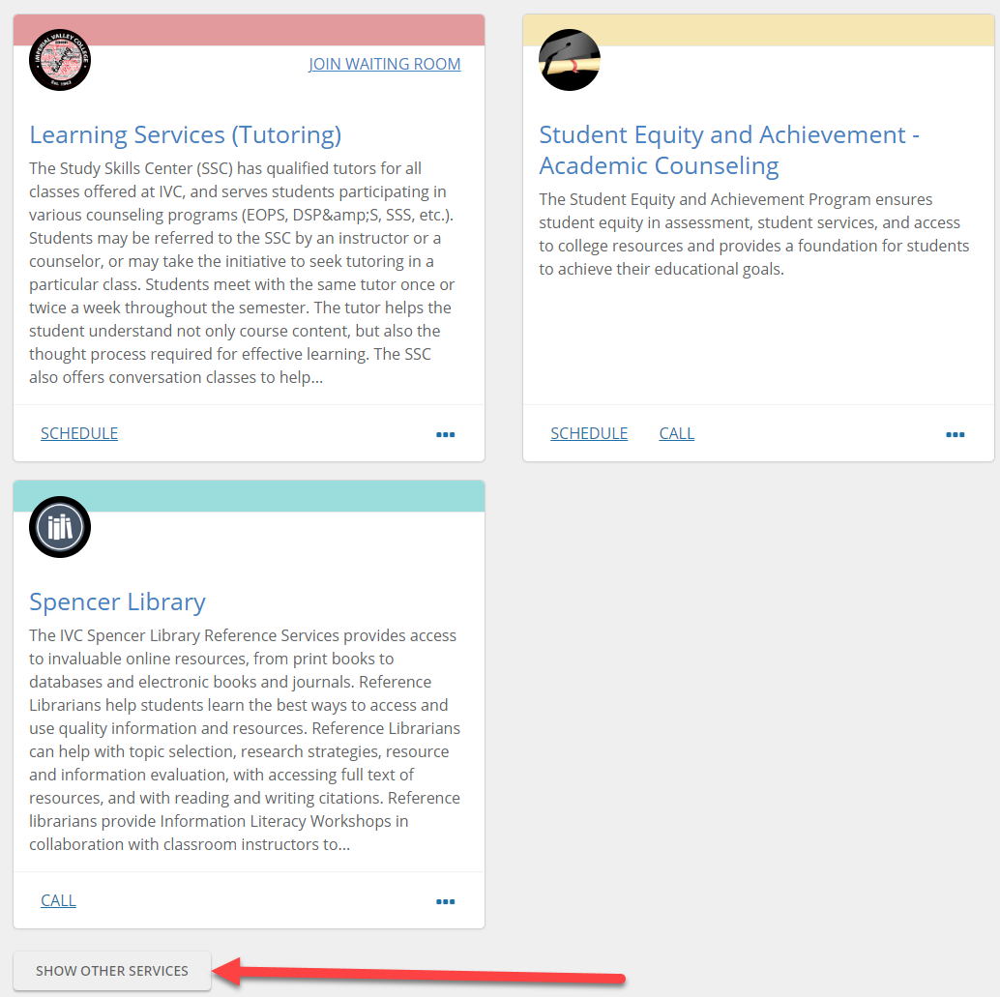 IMPERIAL VALLEY COLLEGE
JOIN WAITING ROOM
Learning Services (Tutoring)
The Study Skills Center (SSC) has qualified tutors for all
classes offered at IVC, and serves students participating in
various counseling programs (EOPS, DSP&amp;S, SSS, etc.).
Students may be referred to the SSC by an instructor or a
counselor, or may take the initiative to seek tutoring in a
particular class. Students meet with the same tutor once or
twice a week throughout the semester. The tutor helps the
student understand not only course content, but also the
thought process required for effective learning. The SSC
also offers conversation classes to help...
SCHEDULE
Student Equity and Achievement -
Academic Counseling
The Student Equity and Achievement Program ensures
student equity in assessment, student services, and access
to college resources and provides a foundation for students
to achieve their educational goals.
SCHEDULE CALL
Spencer Library
The IVC Spencer Library Reference Services provides access
to invaluable online resources, from print books to
databases and electronic books and journals. Reference
Librarians help students learn the best ways to access and
use quality information and resources. Reference Librarians
can help with topic selection, research strategies, resource
and information evaluation, with accessing full text of
resources, and with reading and writing citations. Reference
librarians provide Information Literacy Workshops in
collaboration with classroom instructors to...
CALL
SHOW OTHER SERVICES